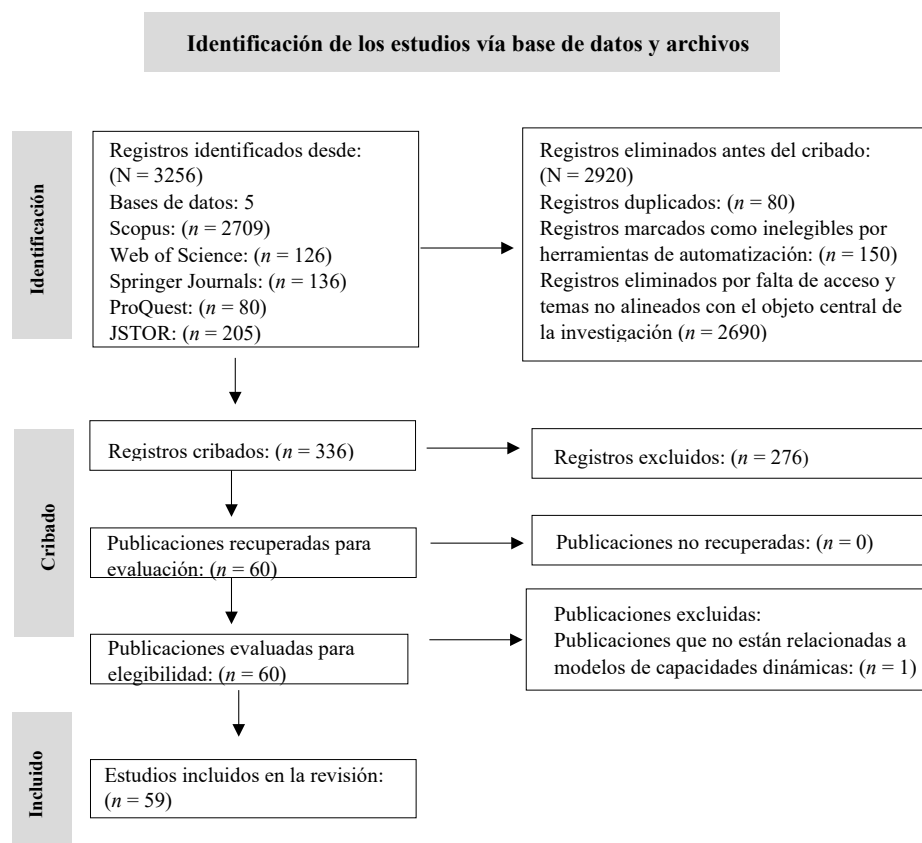 Identificación de los estudios vía base de datos y archivos
Identificación
Registros identificados desde:
(N = 3256)
Bases de datos: 5
Scopus: (n = 2709)
Web of Science: (n = 126)
Springer Journals: (n = 136)
ProQuest: (n = 80)
JSTOR: (n = 205)
Registros eliminados antes del cribado:
(N = 2920)
Registros duplicados: (n = 80)
Registros marcados como inelegibles por
herramientas de automatización: (n = 150)
Registros eliminados por falta de acceso y
temas no alineados con el objeto central de
la investigación (n = 2690)
Cribado
Registros cribados: (n = 336)
Registros excluidos: (n = 276)
Publicaciones recuperadas para
evaluación: (n = 60)
Publicaciones no recuperadas: (n = 0)
Publicaciones evaluadas para
elegibilidad: (n = 60)
Publicaciones excluidas:
Publicaciones que no están relacionadas a
modelos de capacidades dinámicas: (n = 1)
Incluido
Estudios incluidos en la revisión:
(n = 59)